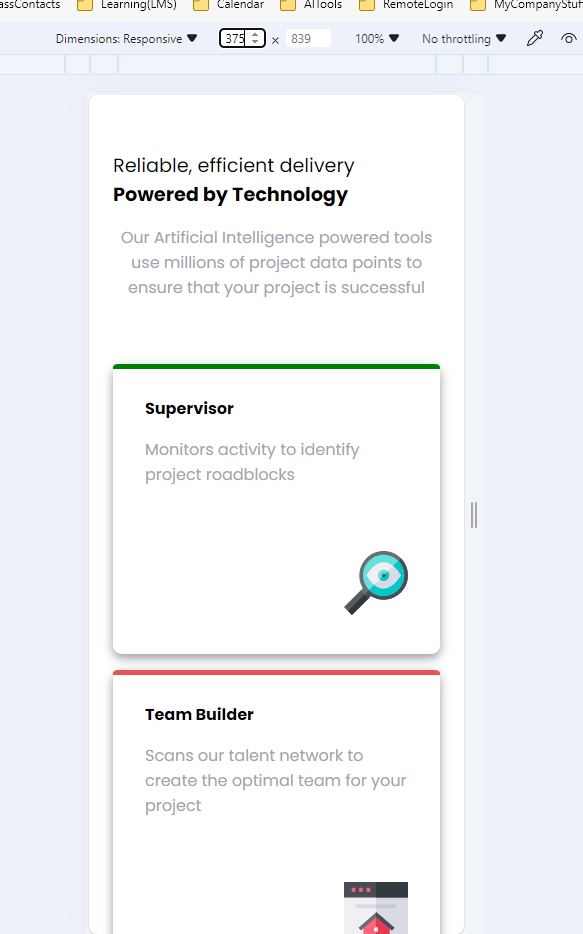 Learning(LMS) Calendar AITools RemoteLogin
Dimensions: Responsive 375 × 839 100% No throttling
Reliable, efficient delivery
Powered by Technology
Our Artificial Intelligence powered tools
use millions of project data points to
ensure that your project is successful
Supervisor
Monitors activity to identify
project roadblocks
Team Builder
Scans our talent network to
create the optimal team for your
project